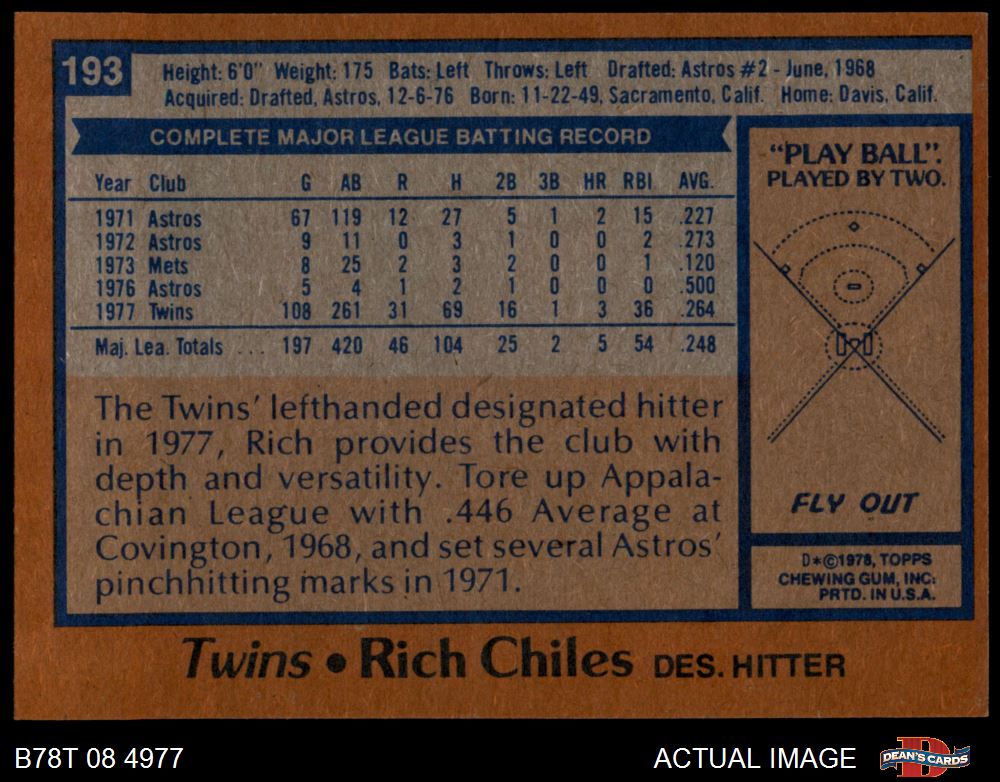 193
Height: 6'0" Weight: 175 Bats: Left Throws: Left Drafted: Astros #2 - June, 1968
Acquired: Drafted, Astros, 12-6-76 Born: 11-22-49, Sacramento, Calif. Home: Davis, Calif.
COMPLETE MAJOR LEAGUE BATTING RECORD
Year Club G AB R H 2B 3B HR RBI AVG.
1971 Astros 67 119 12 27 5 1 2 15 .227
1972 Astros 9 11 0 3 1 0 0 2 .273
1973 Mets 8 25 2 3 2 0 0 1 .120
1976 Astros 5 4 1 2 1 0 0 0 .500
1977 Twins 108 261 31 69 16 1 3 36 .264
Maj. Lea. Totals ... 197 420 46 104 25 2 5 54 .248
The Twins' lefthanded designated hitter
in 1977, Rich provides the club with
depth and versatility. Tore up Appala-
chian League with .446 Average at
Covington, 1968, and set several Astros'
pinchhitting marks in 1971.
"PLAY BALL":
PLAYED BY TWO.
FLY OUT
D*©1978, TOPPS
CHEWING GUM, INC.
PRTD. IN U.S.A.
Twins • Rich Chiles DES. HITTER
B78T 08 4977
ACTUAL IMAGE
D
DEAN'S CARDS